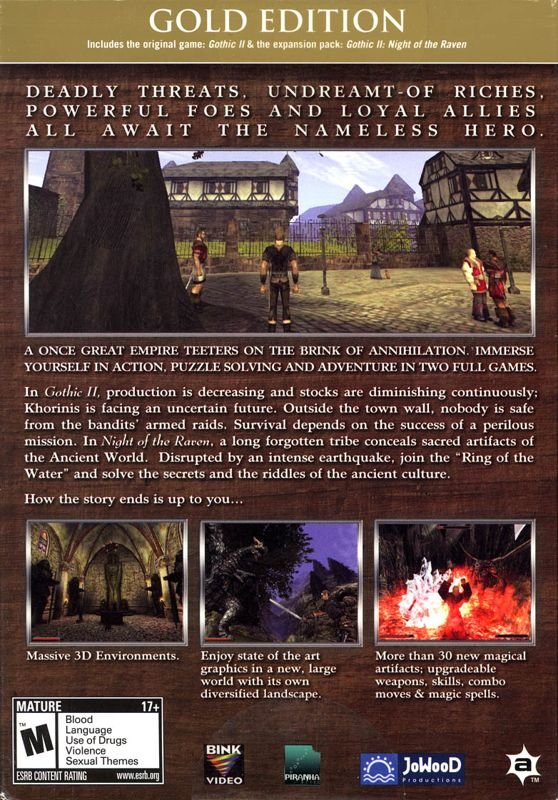 GOLD EDITION
Includes the original game: Gothic II & the expansion pack: Gothic II: Night of the Raven
DEADLY THREATS, UNDREAMT-OF RICHES,
POWERFUL FOES AND LOYAL ALLIES
ALL AWAIT THE NAMELESS HERO.
A ONCE GREAT EMPIRE TEETERS ON THE BRINK OF ANNIHILATION. IMMERSE
YOURSELF IN ACTION, PUZZLE SOLVING AND ADVENTURE IN TWO FULL GAMES.
In Gothic II, production is decreasing and stocks are diminishing continuously;
Khorinis is facing an uncertain future. Outside the town wall, nobody is safe
from the bandits' armed raids. Survival depends on the success of a perilous
mission. In Night of the Raven, a long forgotten tribe conceals sacred artifacts of
the Ancient World. Disrupted by an intense earthquake, join the “Ring of the
Water” and solve the secrets and the riddles of the ancient culture.
How the story ends is up to you...
Massive 3D Environments.
Enjoy state of the art
graphics in a new, large
world with its own
diversified landscape.
More than 30 new magical
artifacts; upgradeable
weapons, skills, combo
moves & magic spells.
MATURE 17+
M
TM
Blood
Language
Use of Drugs
Violence
Sexual Themes
ESRB CONTENT RATING www.esrb.org
BINK
VIDEO
PIRANHA
JoWooD
Productions
a
TM